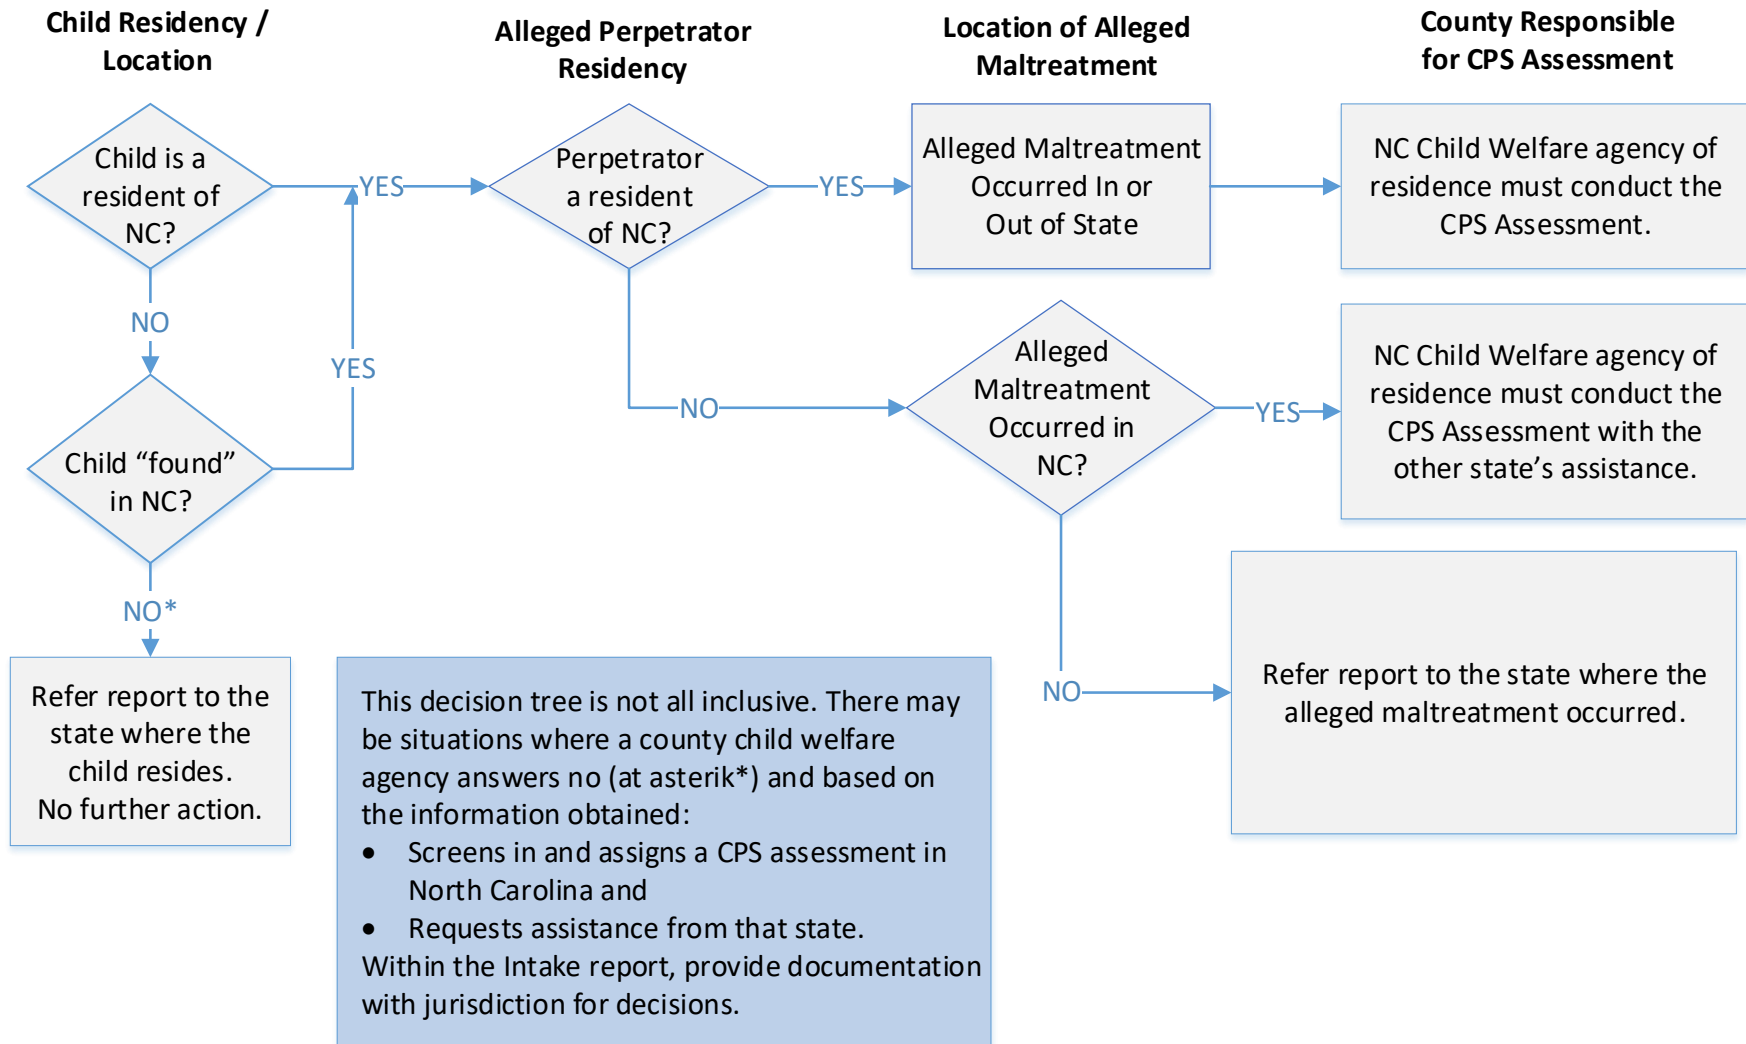 Child Residency /
Location
Alleged Perpetrator
Residency
Location of Alleged
Maltreatment
County Responsible
for CPS Assessment
Child is a
resident of
NC?
YES
Perpetrator
a resident
of NC?
YES
Alleged Maltreatment
Occurred In or
Out of State
NC Child Welfare agency of
residence must conduct the
CPS Assessment.
NO
YES
Child “found”
in NC?
NO
Alleged
Maltreatment
Occurred in
NC?
YES
NC Child Welfare agency of
residence must conduct the
CPS Assessment with the
other state’s assistance.
NO*
Refer report to the
state where the
child resides.
No further action.
This decision tree is not all inclusive. There may
be situations where a county child welfare
agency answers no (at asterik*) and based on
the information obtained:
• Screens in and assigns a CPS assessment in
North Carolina and
• Requests assistance from that state.
Within the Intake report, provide documentation
with jurisdiction for decisions.
NO
Refer report to the state where the
alleged maltreatment occurred.